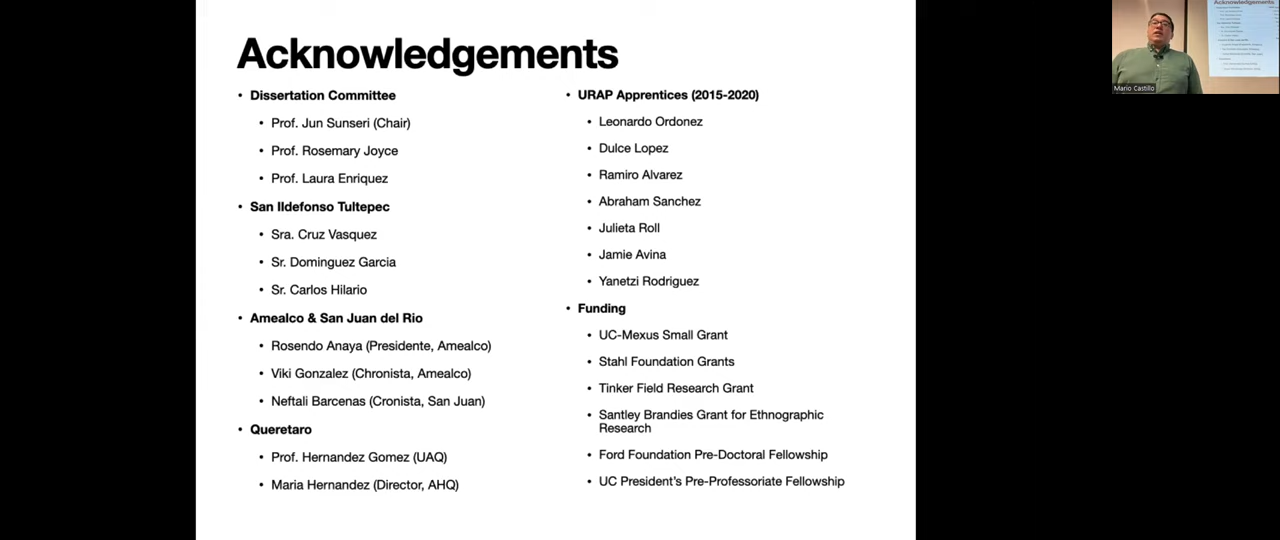 Acknowledgements
• Dissertation Committee
• Prof. Jun Sunseri (Chair)
• Prof. Rosemary Joyce
• Prof. Laura Enriquez
• San Ildefonso Tultepec
• Sra. Cruz Vasquez
• Sr. Dominguez Garcia
• Sr. Carlos Hilario
• Amealco & San Juan del Rio
• Rosendo Anaya (Presidente, Amealco)
• Viki Gonzalez (Chronista, Amealco)
• Neftali Barcenas (Cronista, San Juan)
• Queretaro
• Prof. Hernandez Gomez (UAQ)
• Maria Hernandez (Director, AHQ)
• URAP Apprentices (2015-2020)
• Leonardo Ordonez
• Dulce Lopez
• Ramiro Alvarez
• Abraham Sanchez
• Julieta Roll
• Jamie Avina
• Yanetzi Rodriguez
• Funding
• UC-Mexus Small Grant
• Stahl Foundation Grants
• Tinker Field Research Grant
• Santley Brandies Grant for Ethnographic
Research
• Ford Foundation Pre-Doctoral Fellowship
• UC President's Pre-Professoriate Fellowship
Acknowledgements
Mario Castillo